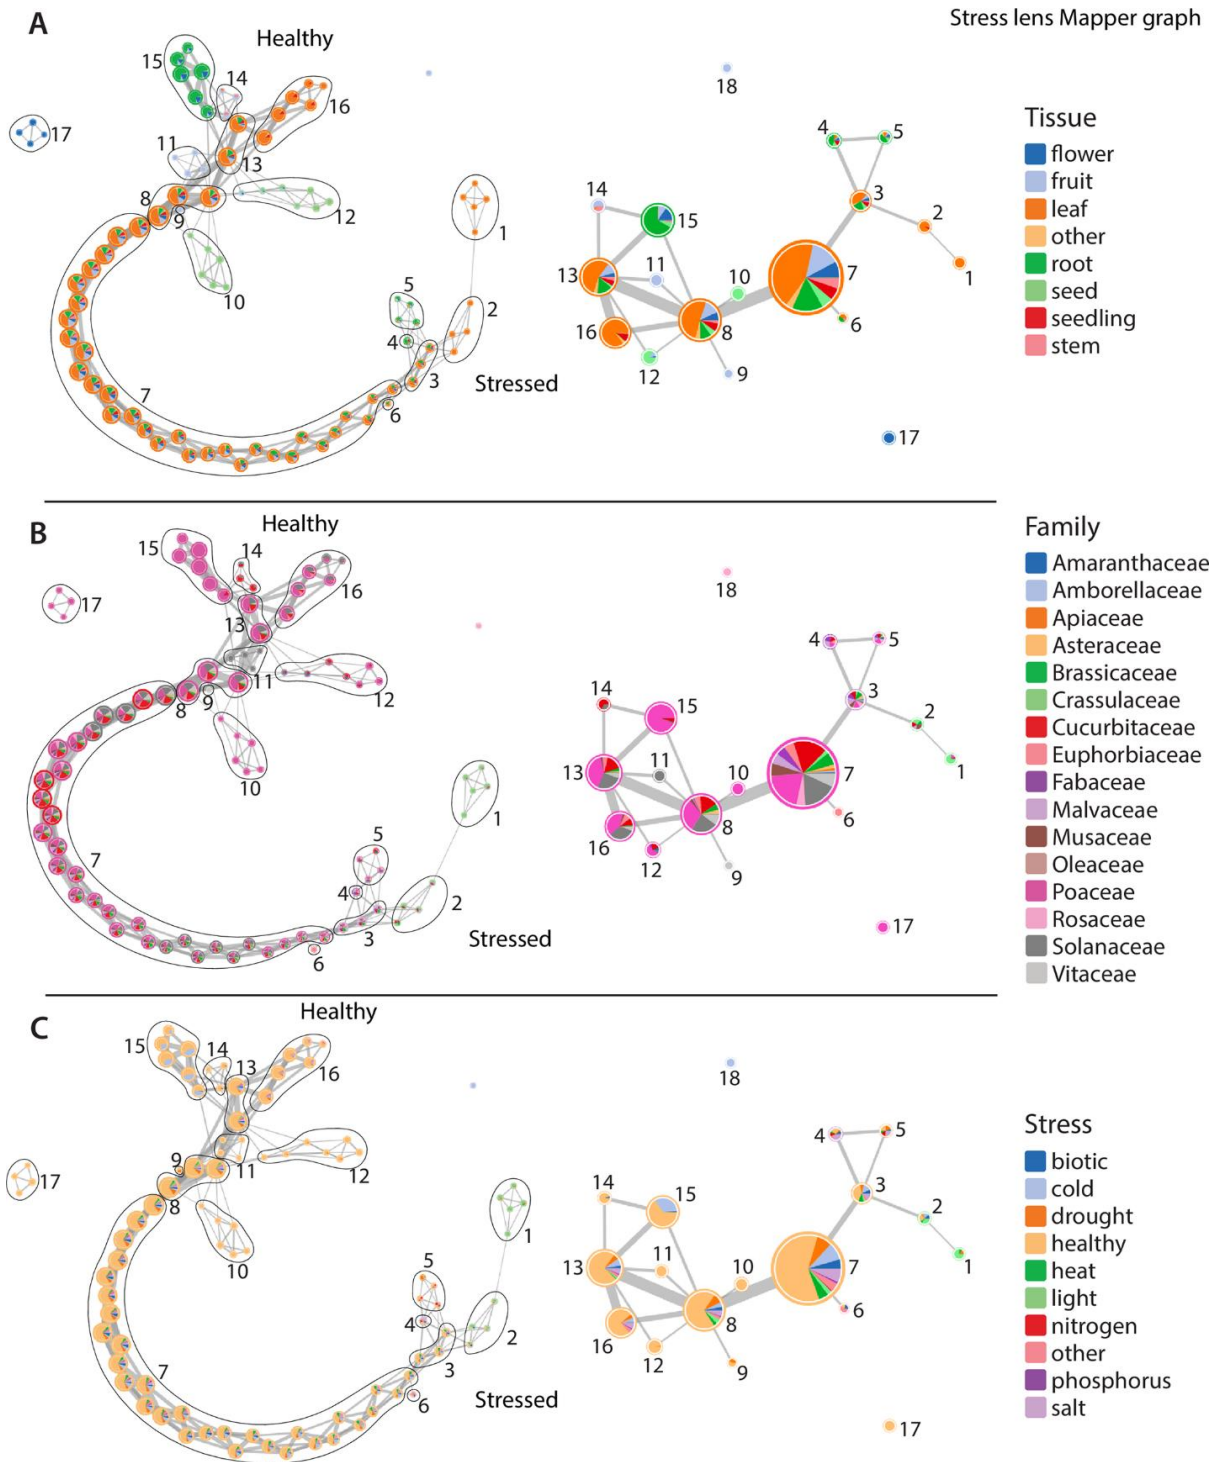 Stress lens Mapper graph
A
Healthy
15
14
16
17
11
13
8
9
12
10
7
1
2
5
4
3
6
Stressed
18
4
5
3
2
1
14
15
11
13
10
7
16
8
6
12
9
17
Tissue
flower
fruit
leaf
other
root
seed
seedling
stem
B
Healthy
15
14
16
17
13
11
8
9
12
10
7
1
5
4
2
3
6
Stressed
18
4
5
3
2
1
14
15
11
13
10
7
16
8
6
12
9
17
Family
Amaranthaceae
Amborellaceae
Apiaceae
Asteraceae
Brassicaceae
Crassulaceae
Cucurbitaceae
Euphorbiaceae
Fabaceae
Malvaceae
Musaceae
Oleaceae
Poaceae
Rosaceae
Solanaceae
Vitaceae
C
Healthy
15
14
13
16
17
9
11
12
8
10
7
1
5
2
4
3
6
Stressed
18
4
5
3
2
1
14
15
11
13
10
7
16
8
6
12
9
17
Stress
biotic
cold
drought
healthy
heat
light
nitrogen
other
phosphorus
salt